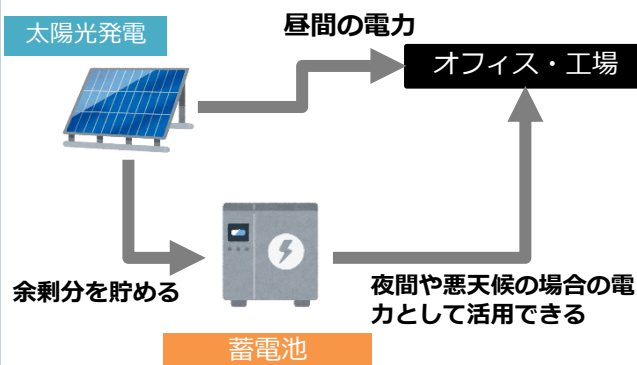 太陽光発電
昼間の電力
オフィス・工場
余剰分を貯める
夜間や悪天候の場合の電
力として活用できる
蓄電池